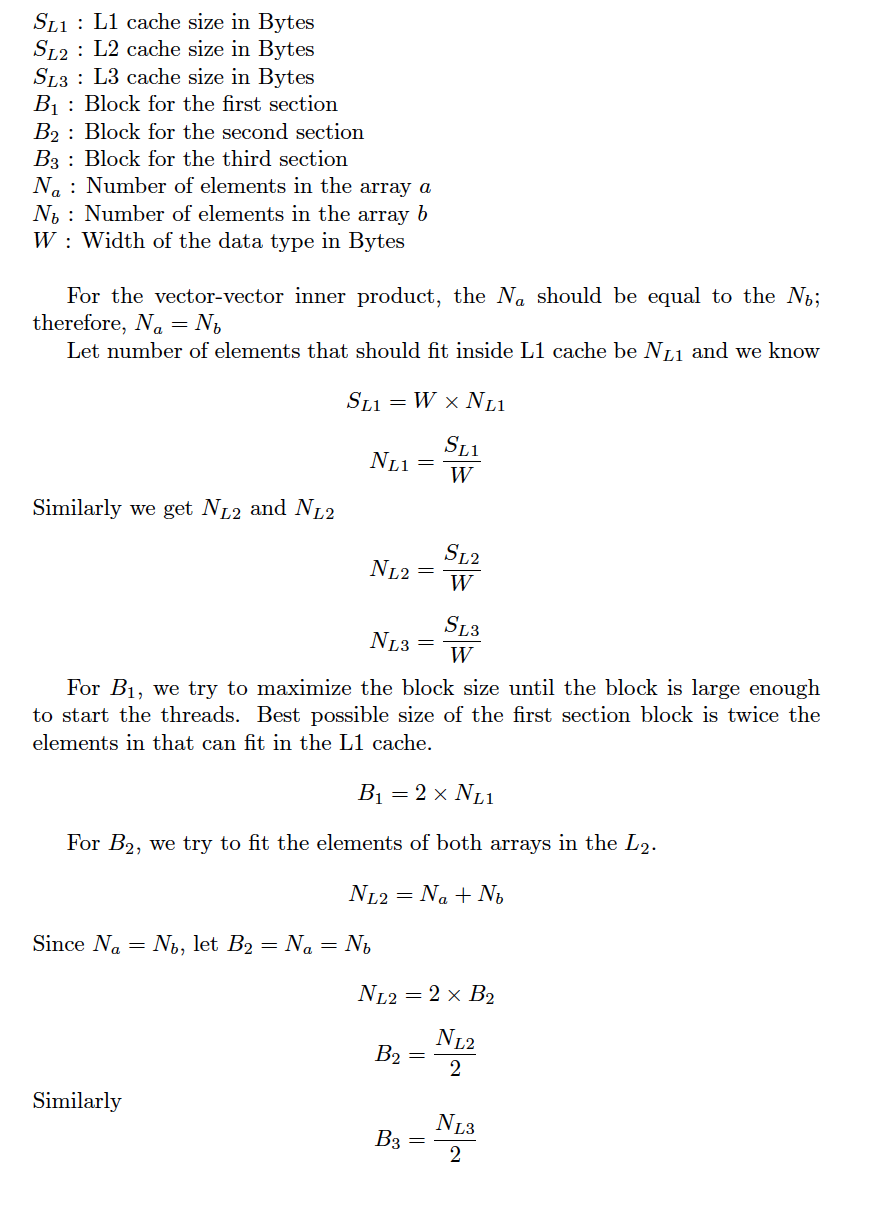 S_{L1} : L1 cache size in Bytes
S_{L2} : L2 cache size in Bytes
S_{L3} : L3 cache size in Bytes
B_1 : Block for the first section
B_2 : Block for the second section
B_3 : Block for the third section
N_a : Number of elements in the array a
N_b : Number of elements in the array b
W : Width of the data type in Bytes
For the vector-vector inner product, the N_a should be equal to the N_b;
therefore, N_a = N_b
Let number of elements that should fit inside L1 cache be N_{L1} and we know
S_{L1} = W × N_{L1}
N_{L1} = \frac{S_{L1}}{W}
Similarly we get N_{L2} and N_{L2}
N_{L2} = \frac{S_{L2}}{W}
N_{L3} = \frac{S_{L3}}{W}
For B_1, we try to maximize the block size until the block is large enough
to start the threads. Best possible size of the first section block is twice the
elements in that can fit in the L1 cache.
B_1 = 2 × N_{L1}
For B_2, we try to fit the elements of both arrays in the L_2.
N_{L2} = N_a + N_b
Since N_a = N_b, let B_2 = N_a = N_b
N_{L2} = 2 × B_2
B_2 = \frac{N_{L2}}{2}
Similarly
B_3 = \frac{N_{L3}}{2}